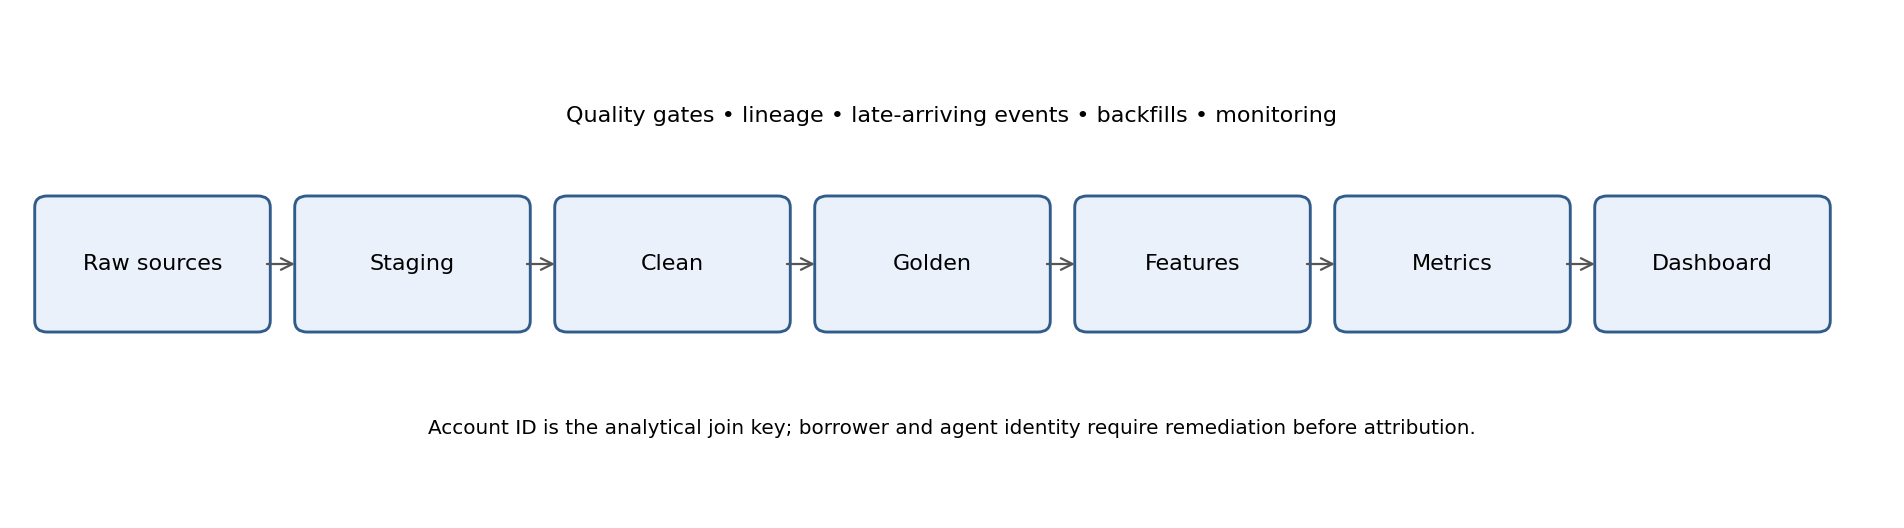 Quality gates • lineage • late-arriving events • backfills • monitoring
Raw sources
Staging
Clean
Golden
Features
Metrics
Dashboard
Account ID is the analytical join key; borrower and agent identity require remediation before attribution.